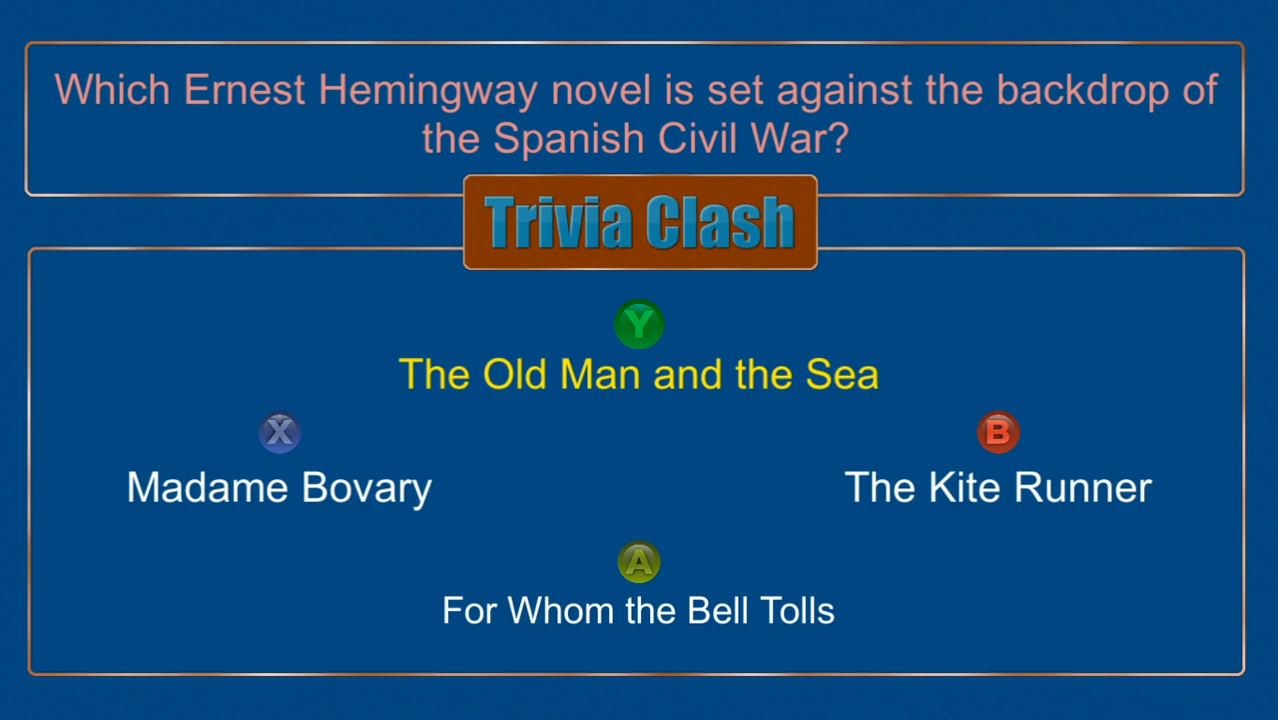 Which Ernest Hemingway novel is set against the backdrop of
the Spanish Civil War?
Trivia Clash
Y
The Old Man and the Sea
X
Madame Bovary
B
The Kite Runner
A
For Whom the Bell Tolls